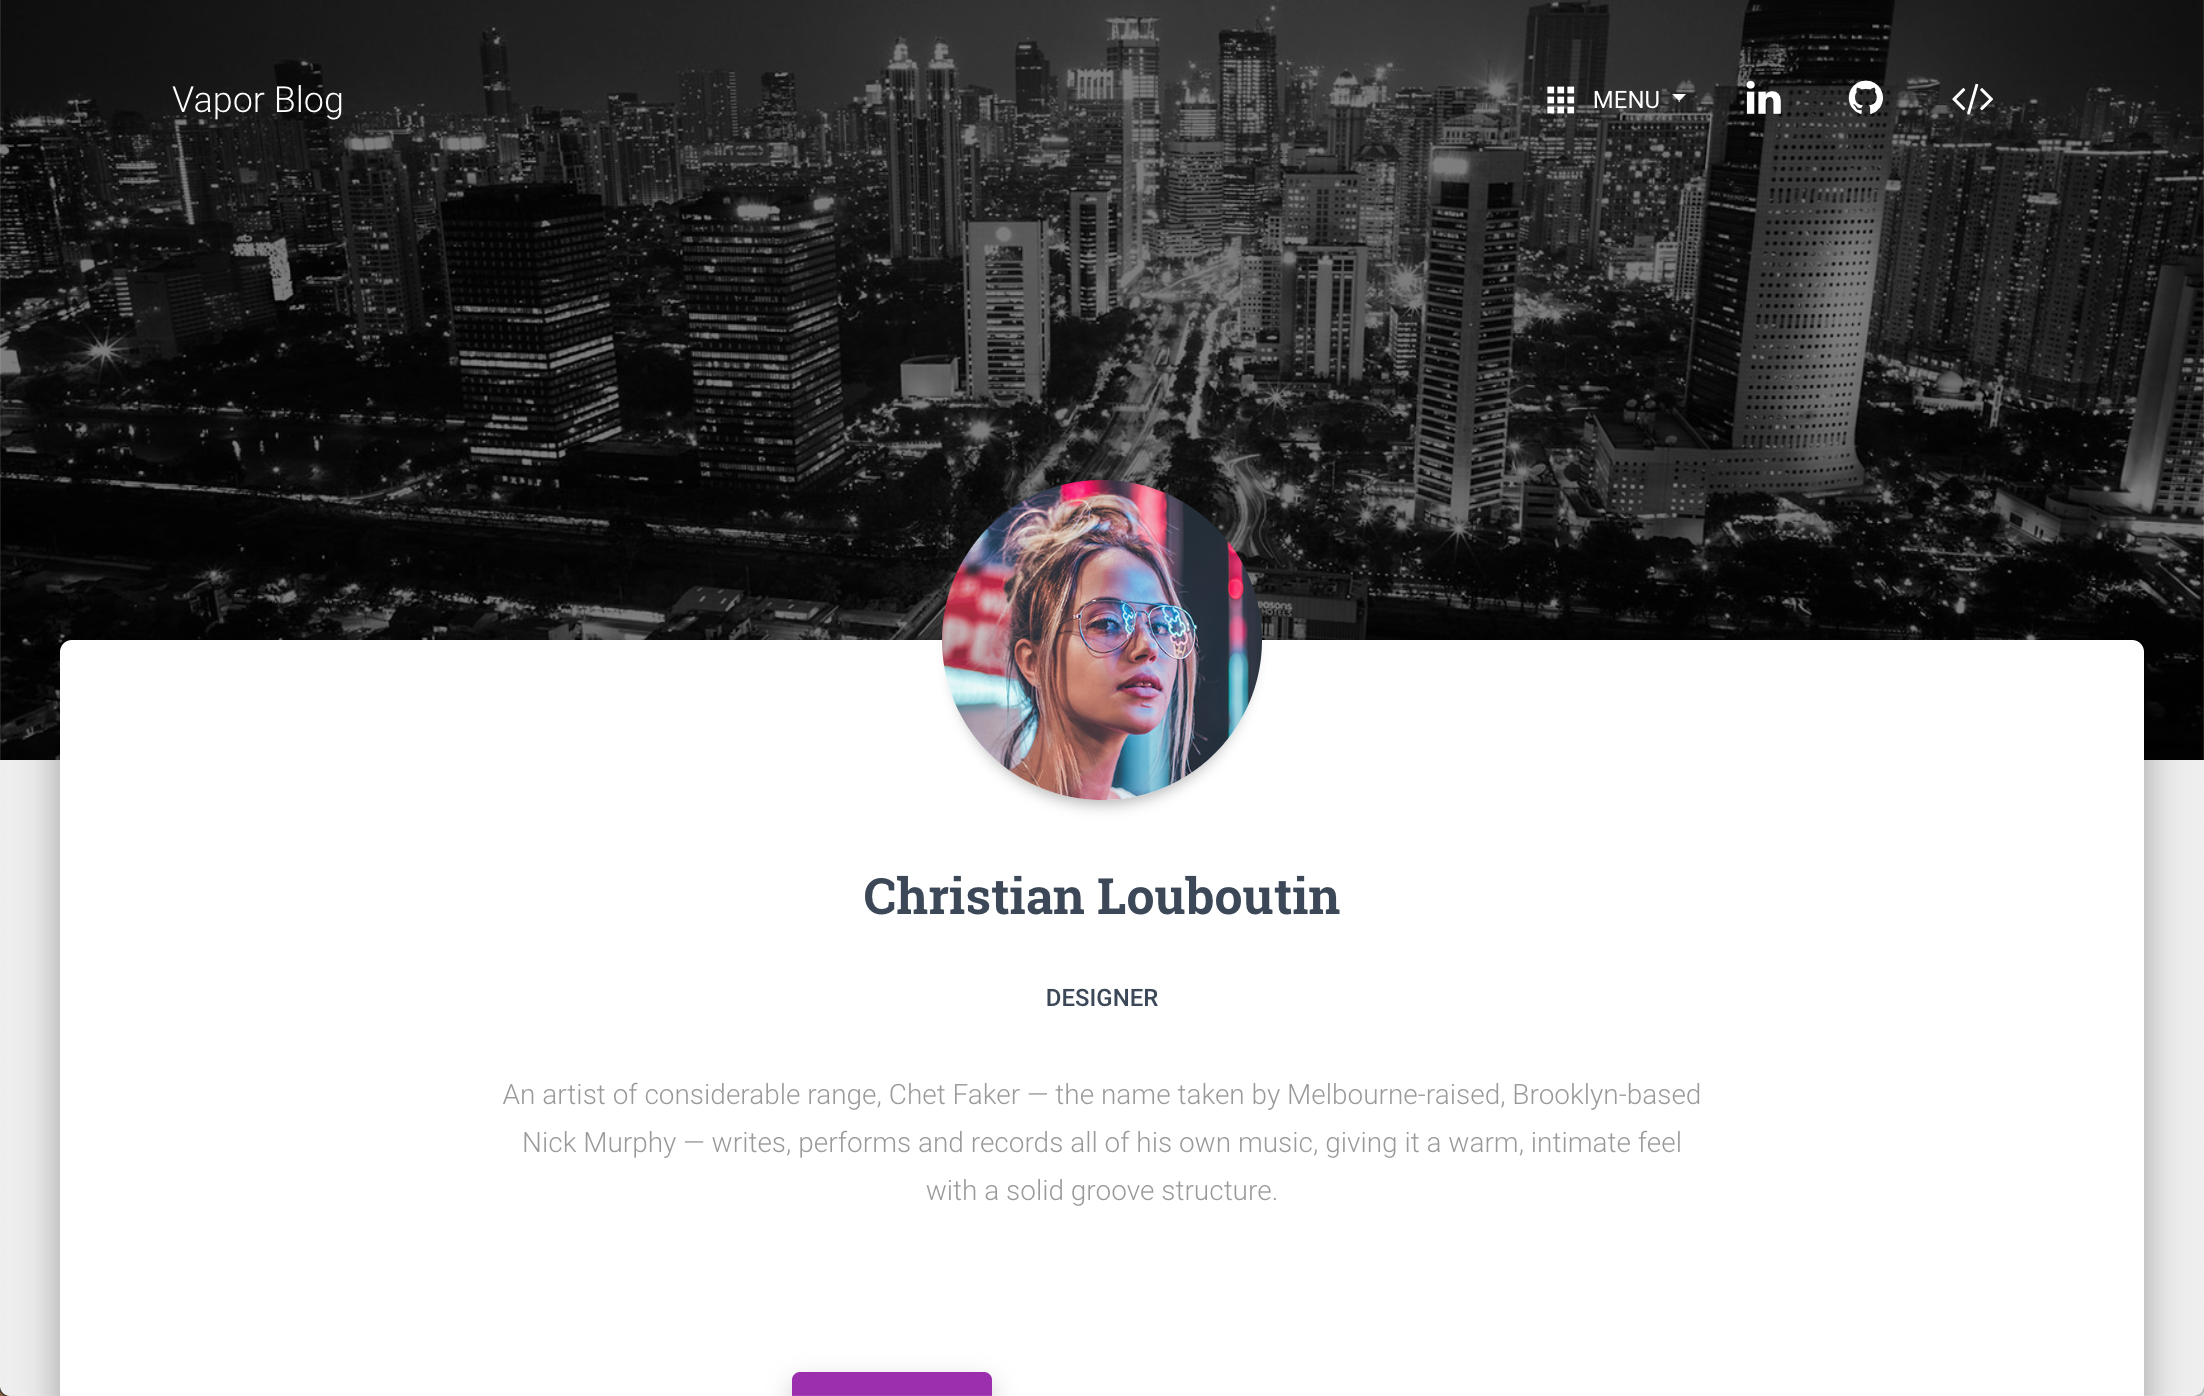 Vapor Blog
MENU
Christian Louboutin
DESIGNER
An artist of considerable range, Chet Faker — the name taken by Melbourne-raised, Brooklyn-based
Nick Murphy — writes, performs and records all of his own music, giving it a warm, intimate feel
with a solid groove structure.